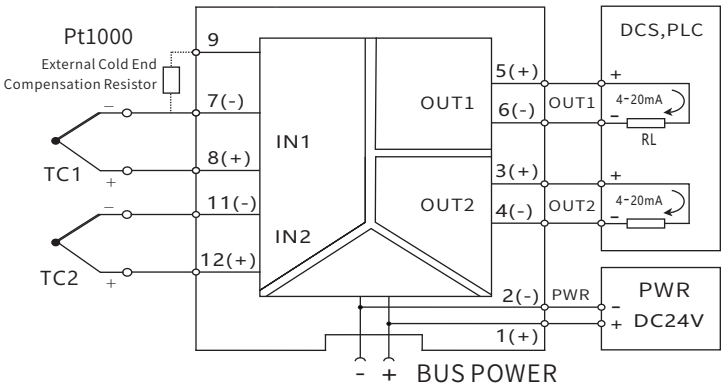 Pt1000
External Cold End
Compensation Resistor
9
7(-)
8(+)
11(-)
12(+)
–
TC1
+
–
TC2
+
IN1
IN2
OUT1
OUT2
5(+)
6(-)
3(+)
4(-)
2(-)
1(+)
OUT1
OUT2
PWR
DCS,PLC
+
4-20mA
–
RL
+
4-20mA
–
PWR
–
+ DC24V
- + BUS POWER